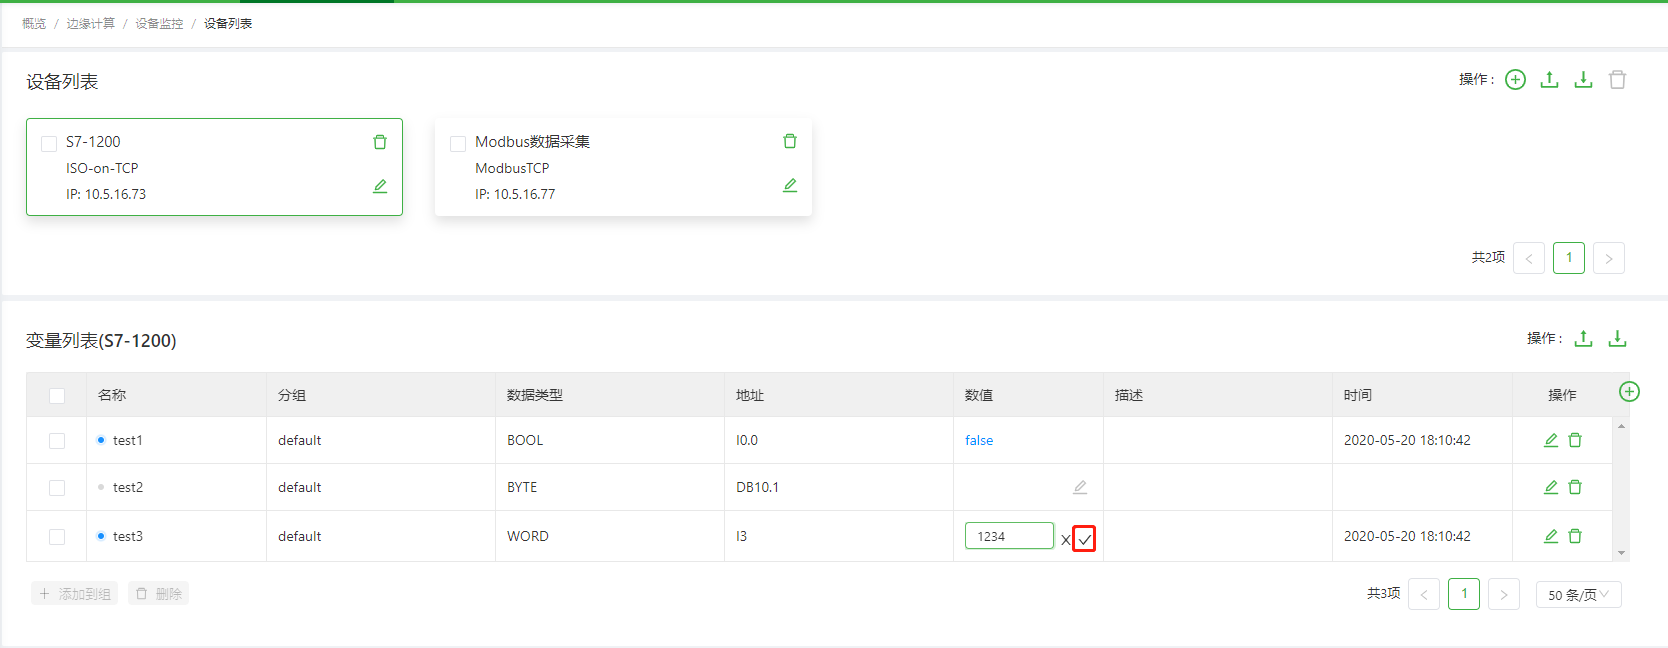 概览 / 边缘计算 / 设备监控 / 设备列表
设备列表
操作 :
S7-1200
ISO-on-TCP
IP: 10.5.16.73
Modbus数据采集
ModbusTCP
IP: 10.5.16.77
共2项 < 1 >
变量列表(S7-1200)
操作 :
名称 分组 数据类型 地址 数值 描述 时间 操作
test1 default BOOL I0.0 false 2020-05-20 18:10:42
test2 default BYTE DB10.1
test3 default WORD I3 1234 X 2020-05-20 18:10:42
添加到组 删除
共3项 < 1 > 50 条/页